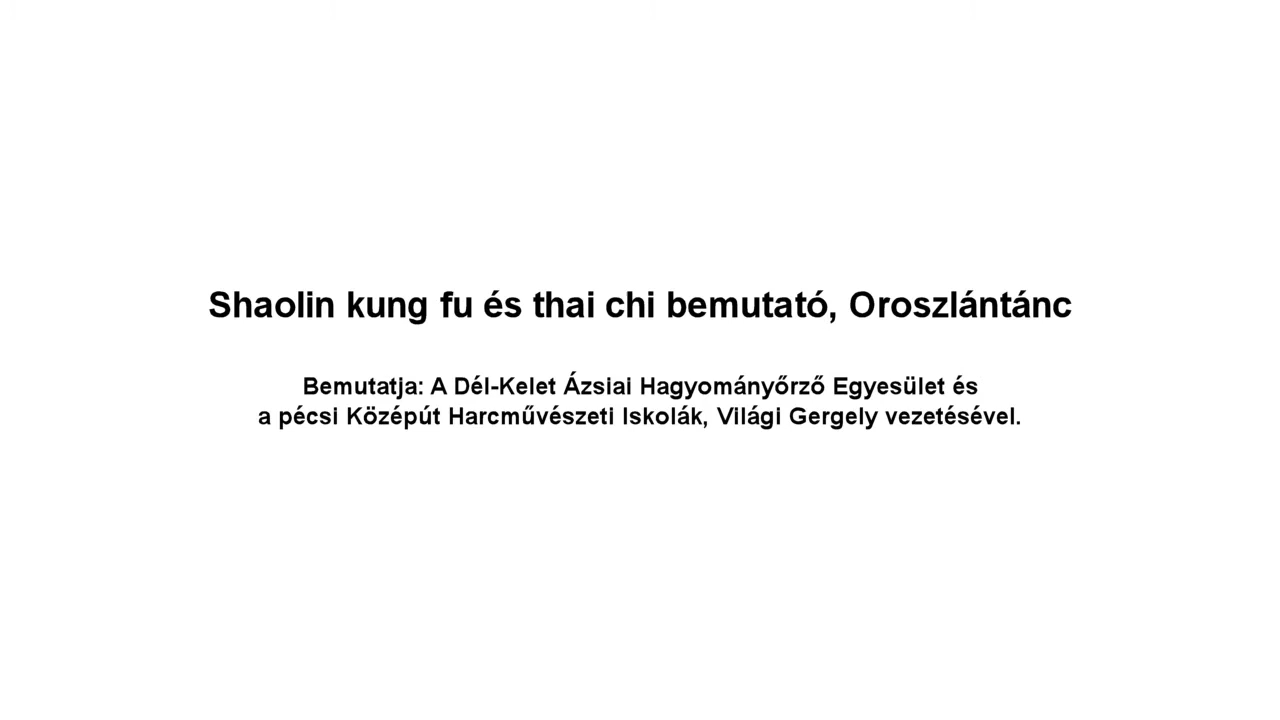 Shaolin kung fu és thai chi bemutató, Oroszlántánc
Bemutatja: A Dél-Kelet Ázsiai Hagyományőrző Egyesület és
a pécsi Középút Harcművészeti Iskolák, Világi Gergely vezetésével.